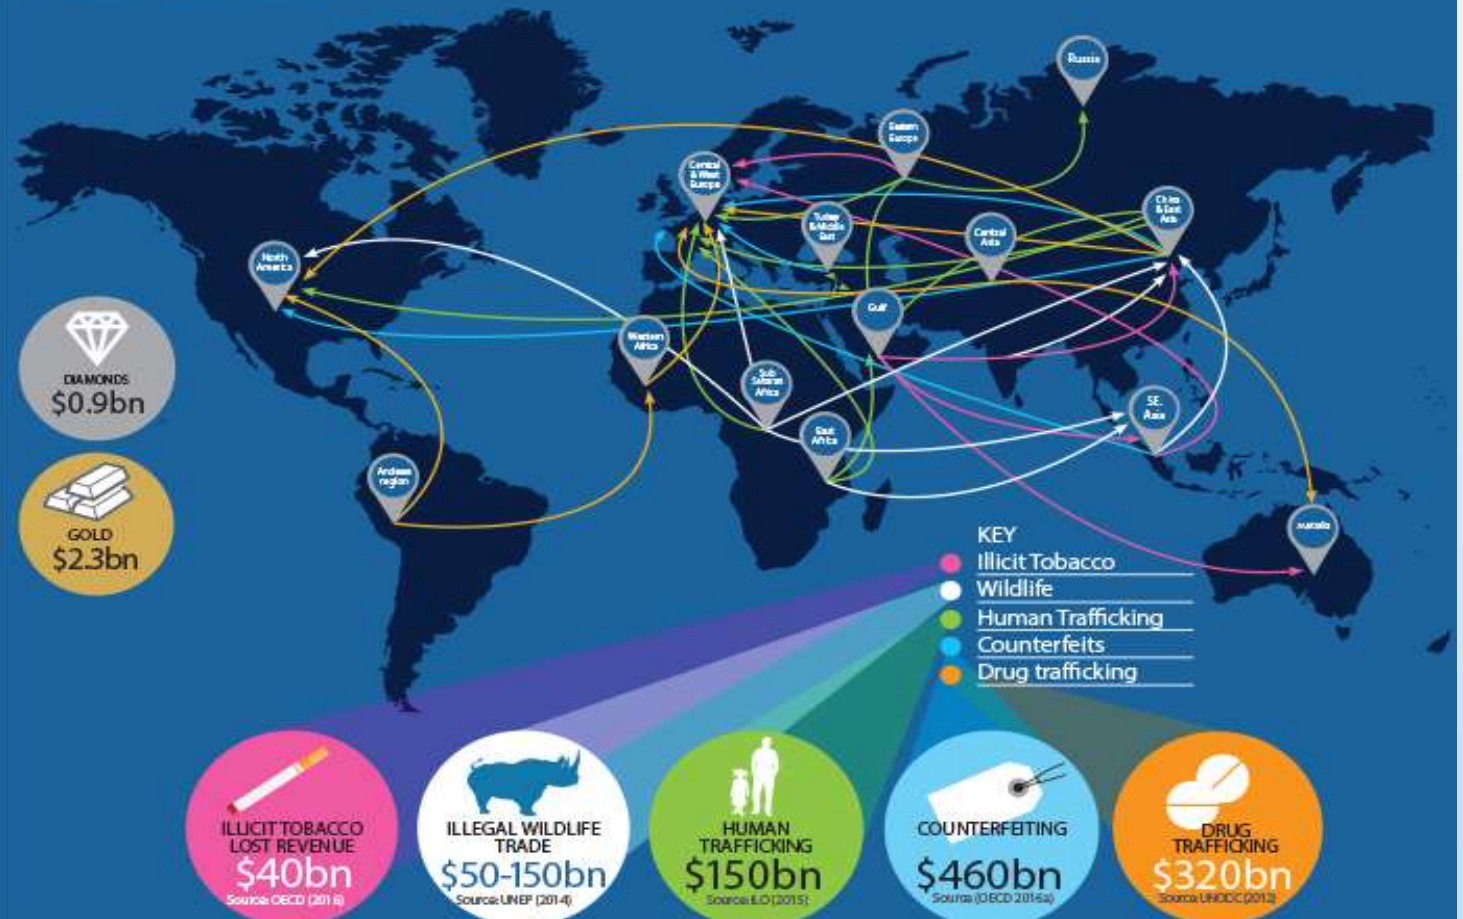 Russia
Eastern
Europe
Central
& West
Europe
China
& East
Asia
Turkey
& Middle
East
Central
Asia
North
America
Gulf
Western
Africa
Sub
Saharan
Africa
SE.
Asia
East
Africa
Andean
region
Australia
DIAMONDS
$0.9bn
GOLD
$2.3bn
KEY
Illicit Tobacco
Wildlife
Human Trafficking
Counterfeits
Drug trafficking
ILLICIT TOBACCO
LOST REVENUE
$40bn
Source: OECD (2016)
ILLEGAL WILDLIFE
TRADE
$50-150bn
Source: UNEP (2014)
HUMAN
TRAFFICKING
$150bn
Source: ILO (2015)
COUNTERFEITING
$460bn
Source: (OECD 2016a)
DRUG
TRAFFICKING
$320bn
Source: UNODC (2012)